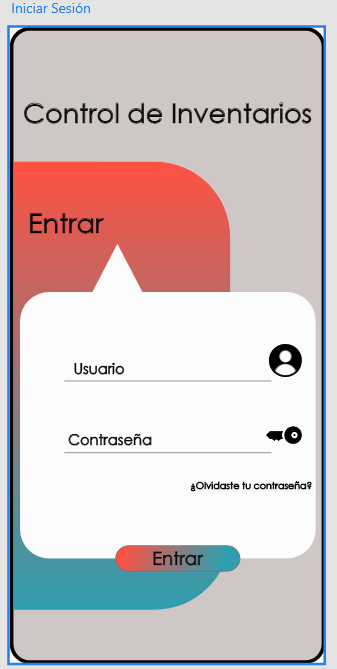 Iniciar Sesión
Control de Inventarios
Entrar
Usuario
Contraseña
¿Olvidaste tu contraseña?
Entrar